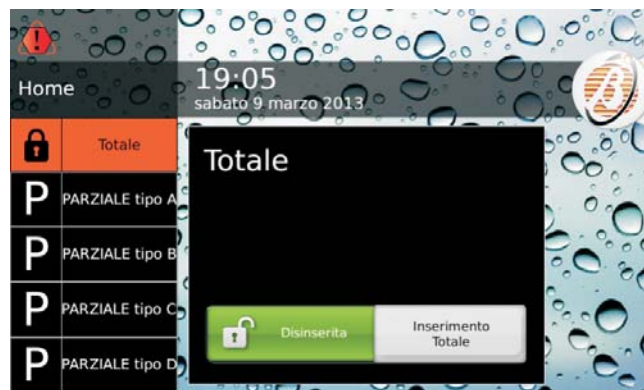 Home
19:05
sabato 9 marzo 2013
Totale
P PARZIALE tipo A
P PARZIALE tipo B
P PARZIALE tipo C
P PARZIALE tipo D
Totale
Disinserita
Inserimento
Totale